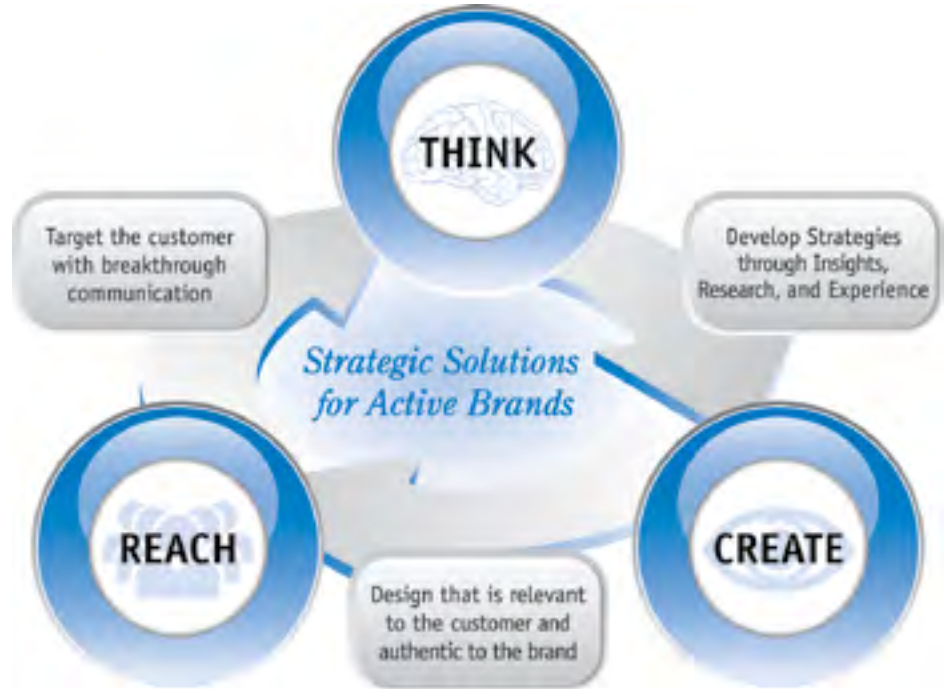 THINK
Target the customer
with breakthrough
communication
Develop Strategies
through Insights,
Research, and Experience
Strategic Solutions
for Active Brands
REACH
CREATE
Design that is relevant
to the customer and
authentic to the brand